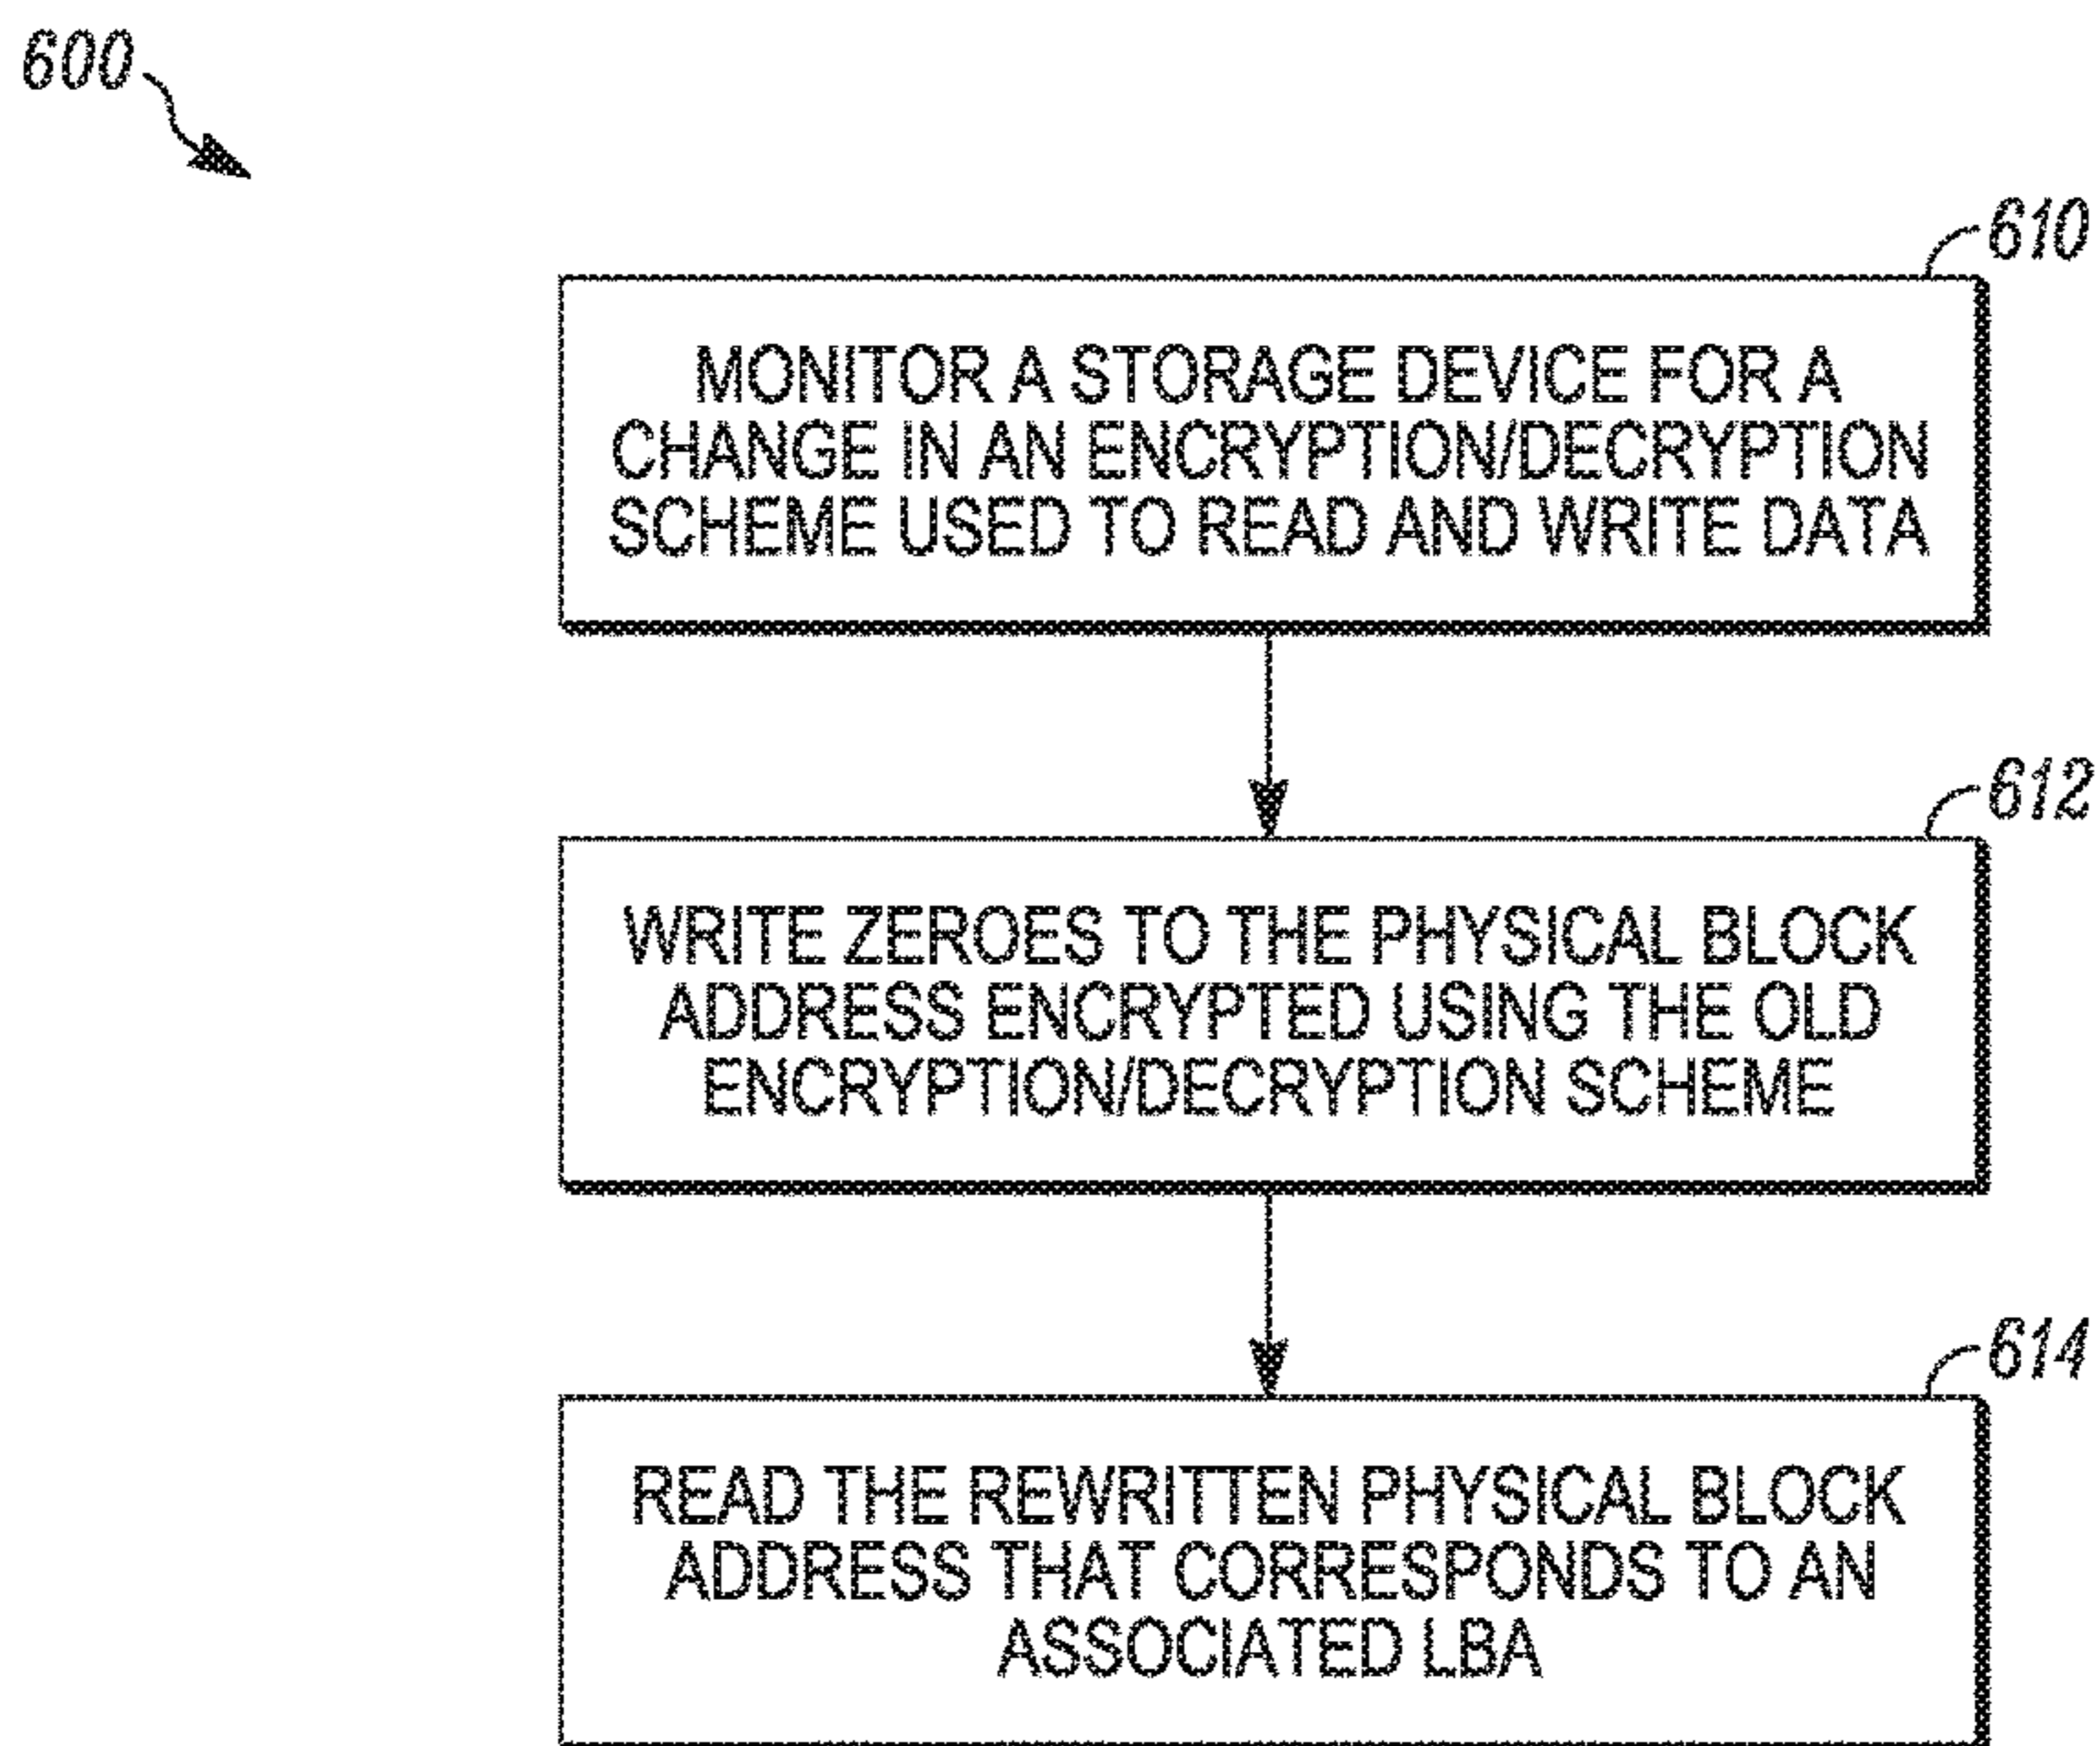 600
610
MONITOR A STORAGE DEVICE FOR A
CHANGE IN AN ENCRYPTION/DECRYPTION
SCHEME USED TO READ AND WRITE DATA
612
WRITE ZEROES TO THE PHYSICAL BLOCK
ADDRESS ENCRYPTED USING THE OLD
ENCRYPTION/DECRYPTION SCHEME
614
READ THE REWRITTEN PHYSICAL BLOCK
ADDRESS THAT CORRESPONDS TO AN
ASSOCIATED LBA